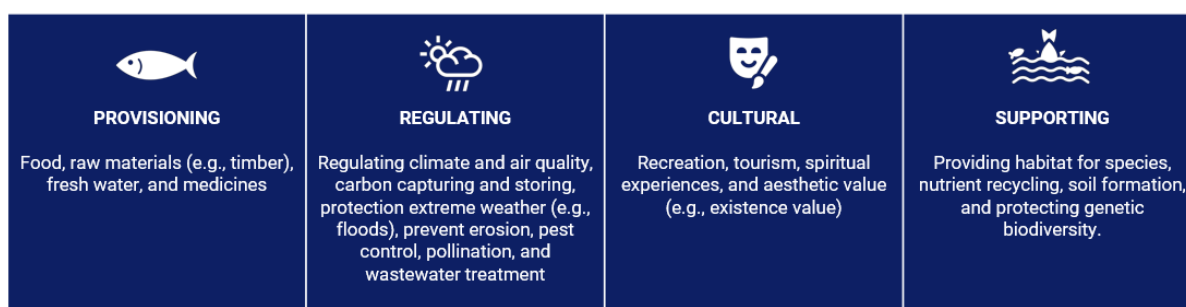 PROVISIONING
Food, raw materials (e.g., timber),
fresh water, and medicines
REGULATING
Regulating climate and air quality,
carbon capturing and storing,
protection extreme weather (e.g.,
floods), prevent erosion, pest
control, pollination, and
wastewater treatment
CULTURAL
Recreation, tourism, spiritual
experiences, and aesthetic value
(e.g., existence value)
SUPPORTING
Providing habitat for species,
nutrient recycling, soil formation,
and protecting genetic
biodiversity.